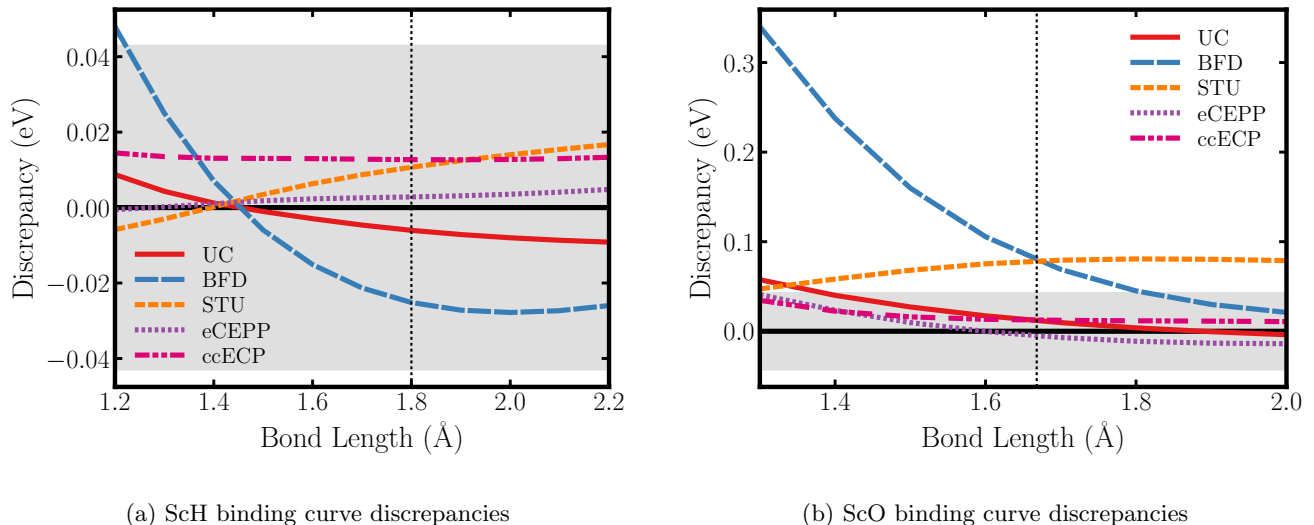 0.04
0.02
0.00
−0.02
−0.04
Discrepancy (eV)
UC
BFD
STU
eCEPP
ccECP
1.2 1.4 1.6 1.8 2.0 2.2
Bond Length (Å)
(a) ScH binding curve discrepancies
0.3
0.2
0.1
0.0
Discrepancy (eV)
UC
BFD
STU
eCEPP
ccECP
1.4 1.6 1.8 2.0
Bond Length (Å)
(b) ScO binding curve discrepancies